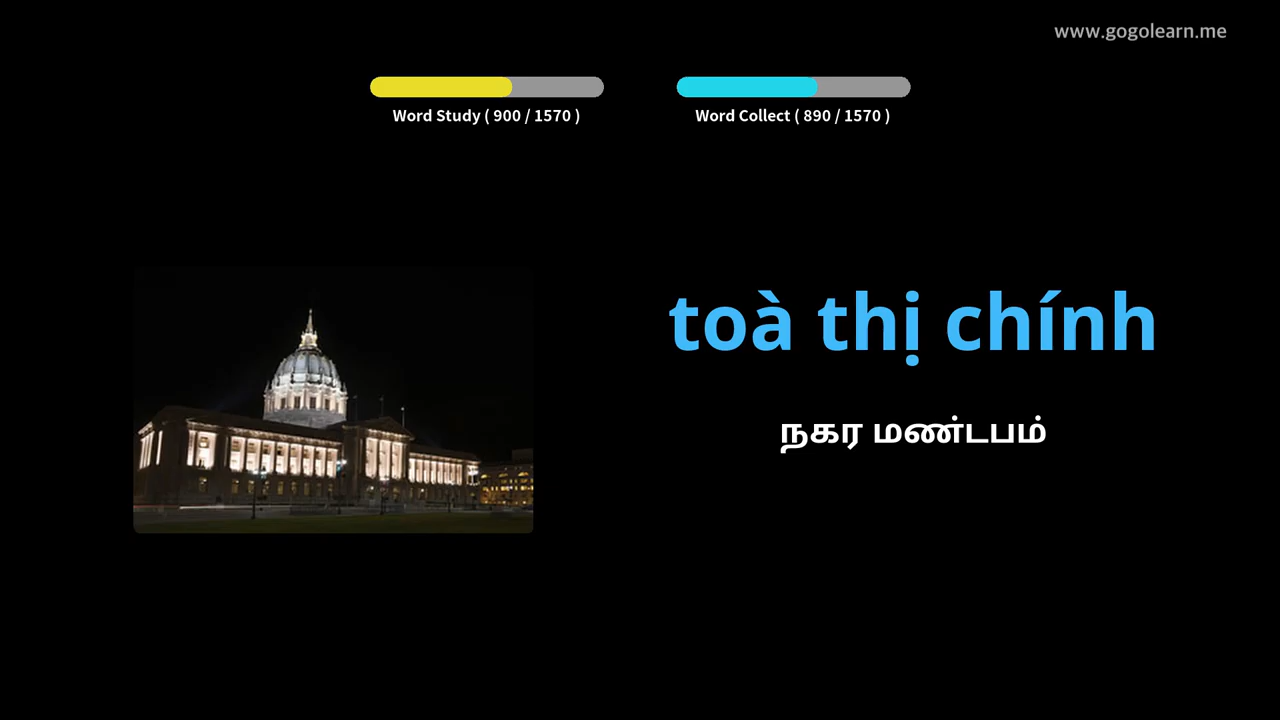 www.gogolearn.me
Word Study ( 900 / 1570 )
Word Collect ( 890 / 1570 )
toà thị chính
நகர மண்டபம்